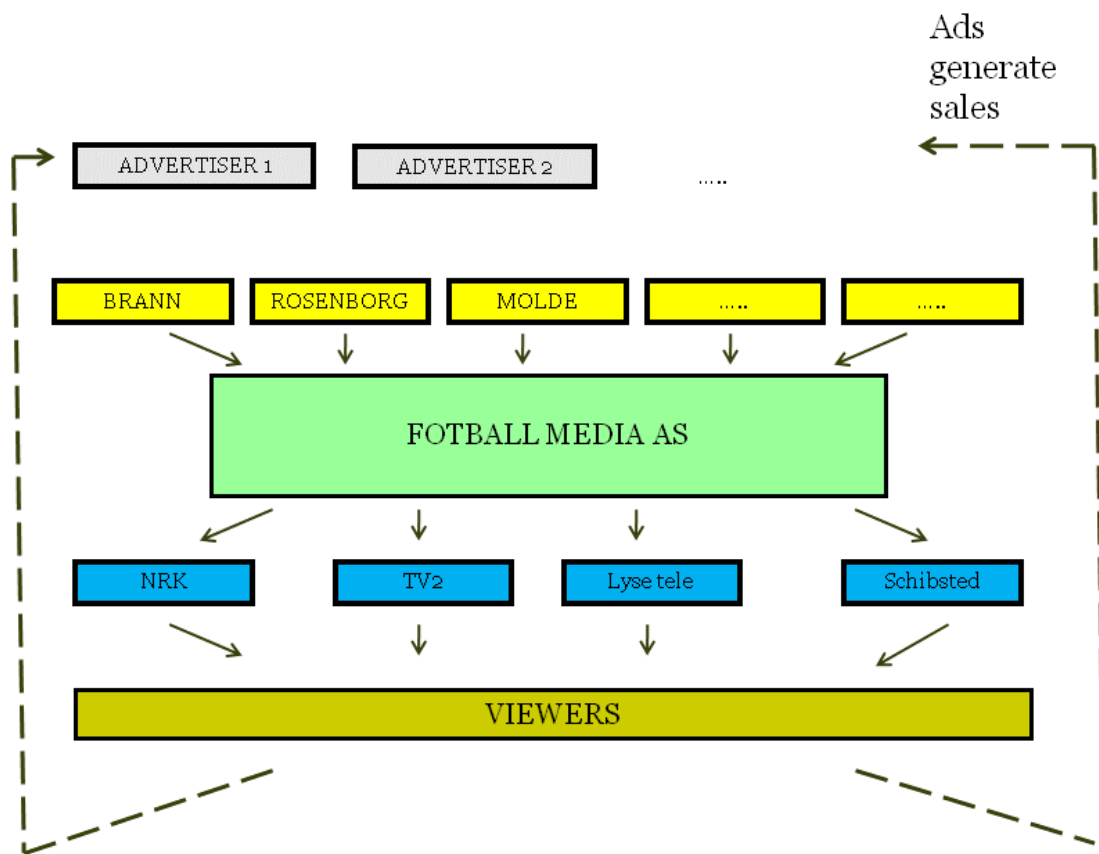 Ads
generate
sales
ADVERTISER 1
ADVERTISER 2
.....
BRANN
ROSENBORG
MOLDE
.....
.....
FOTBALL MEDIA AS
NRK
TV2
Lyse tele
Schibsted
VIEWERS